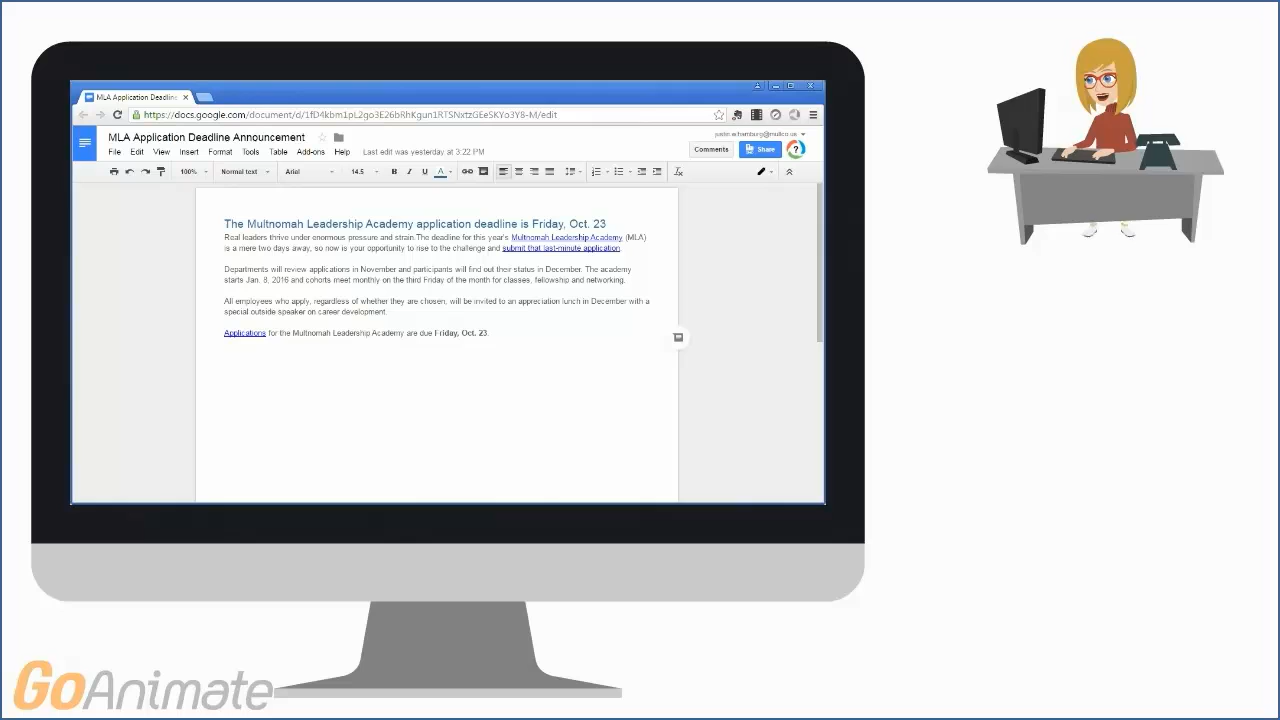 MLA Application Deadline
https://docs.google.com/document/d/1fD4kbm1pL2go3E26bRhKgun1RTSNxtzGEeSKYo3Y8-M/edit
MLA Application Deadline Announcement
File Edit View Insert Format Tools Table Add-ons Help Last edit was yesterday at 3:22 PM
Comments Share
100% Normal text Arial 14.5 B I U A
The Multnomah Leadership Academy application deadline is Friday, Oct. 23
Real leaders thrive under enormous pressure and strain.The deadline for this year's Multnomah Leadership Academy (MLA)
is a mere two days away, so now is your opportunity to rise to the challenge and submit that last-minute application.
Departments will review applications in November and participants will find out their status in December. The academy
starts Jan. 8, 2016 and cohorts meet monthly on the third Friday of the month for classes, fellowship and networking.
All employees who apply, regardless of whether they are chosen, will be invited to an appreciation lunch in December with a
special outside speaker on career development.
Applications for the Multnomah Leadership Academy are due Friday, Oct. 23.
GoAnimate